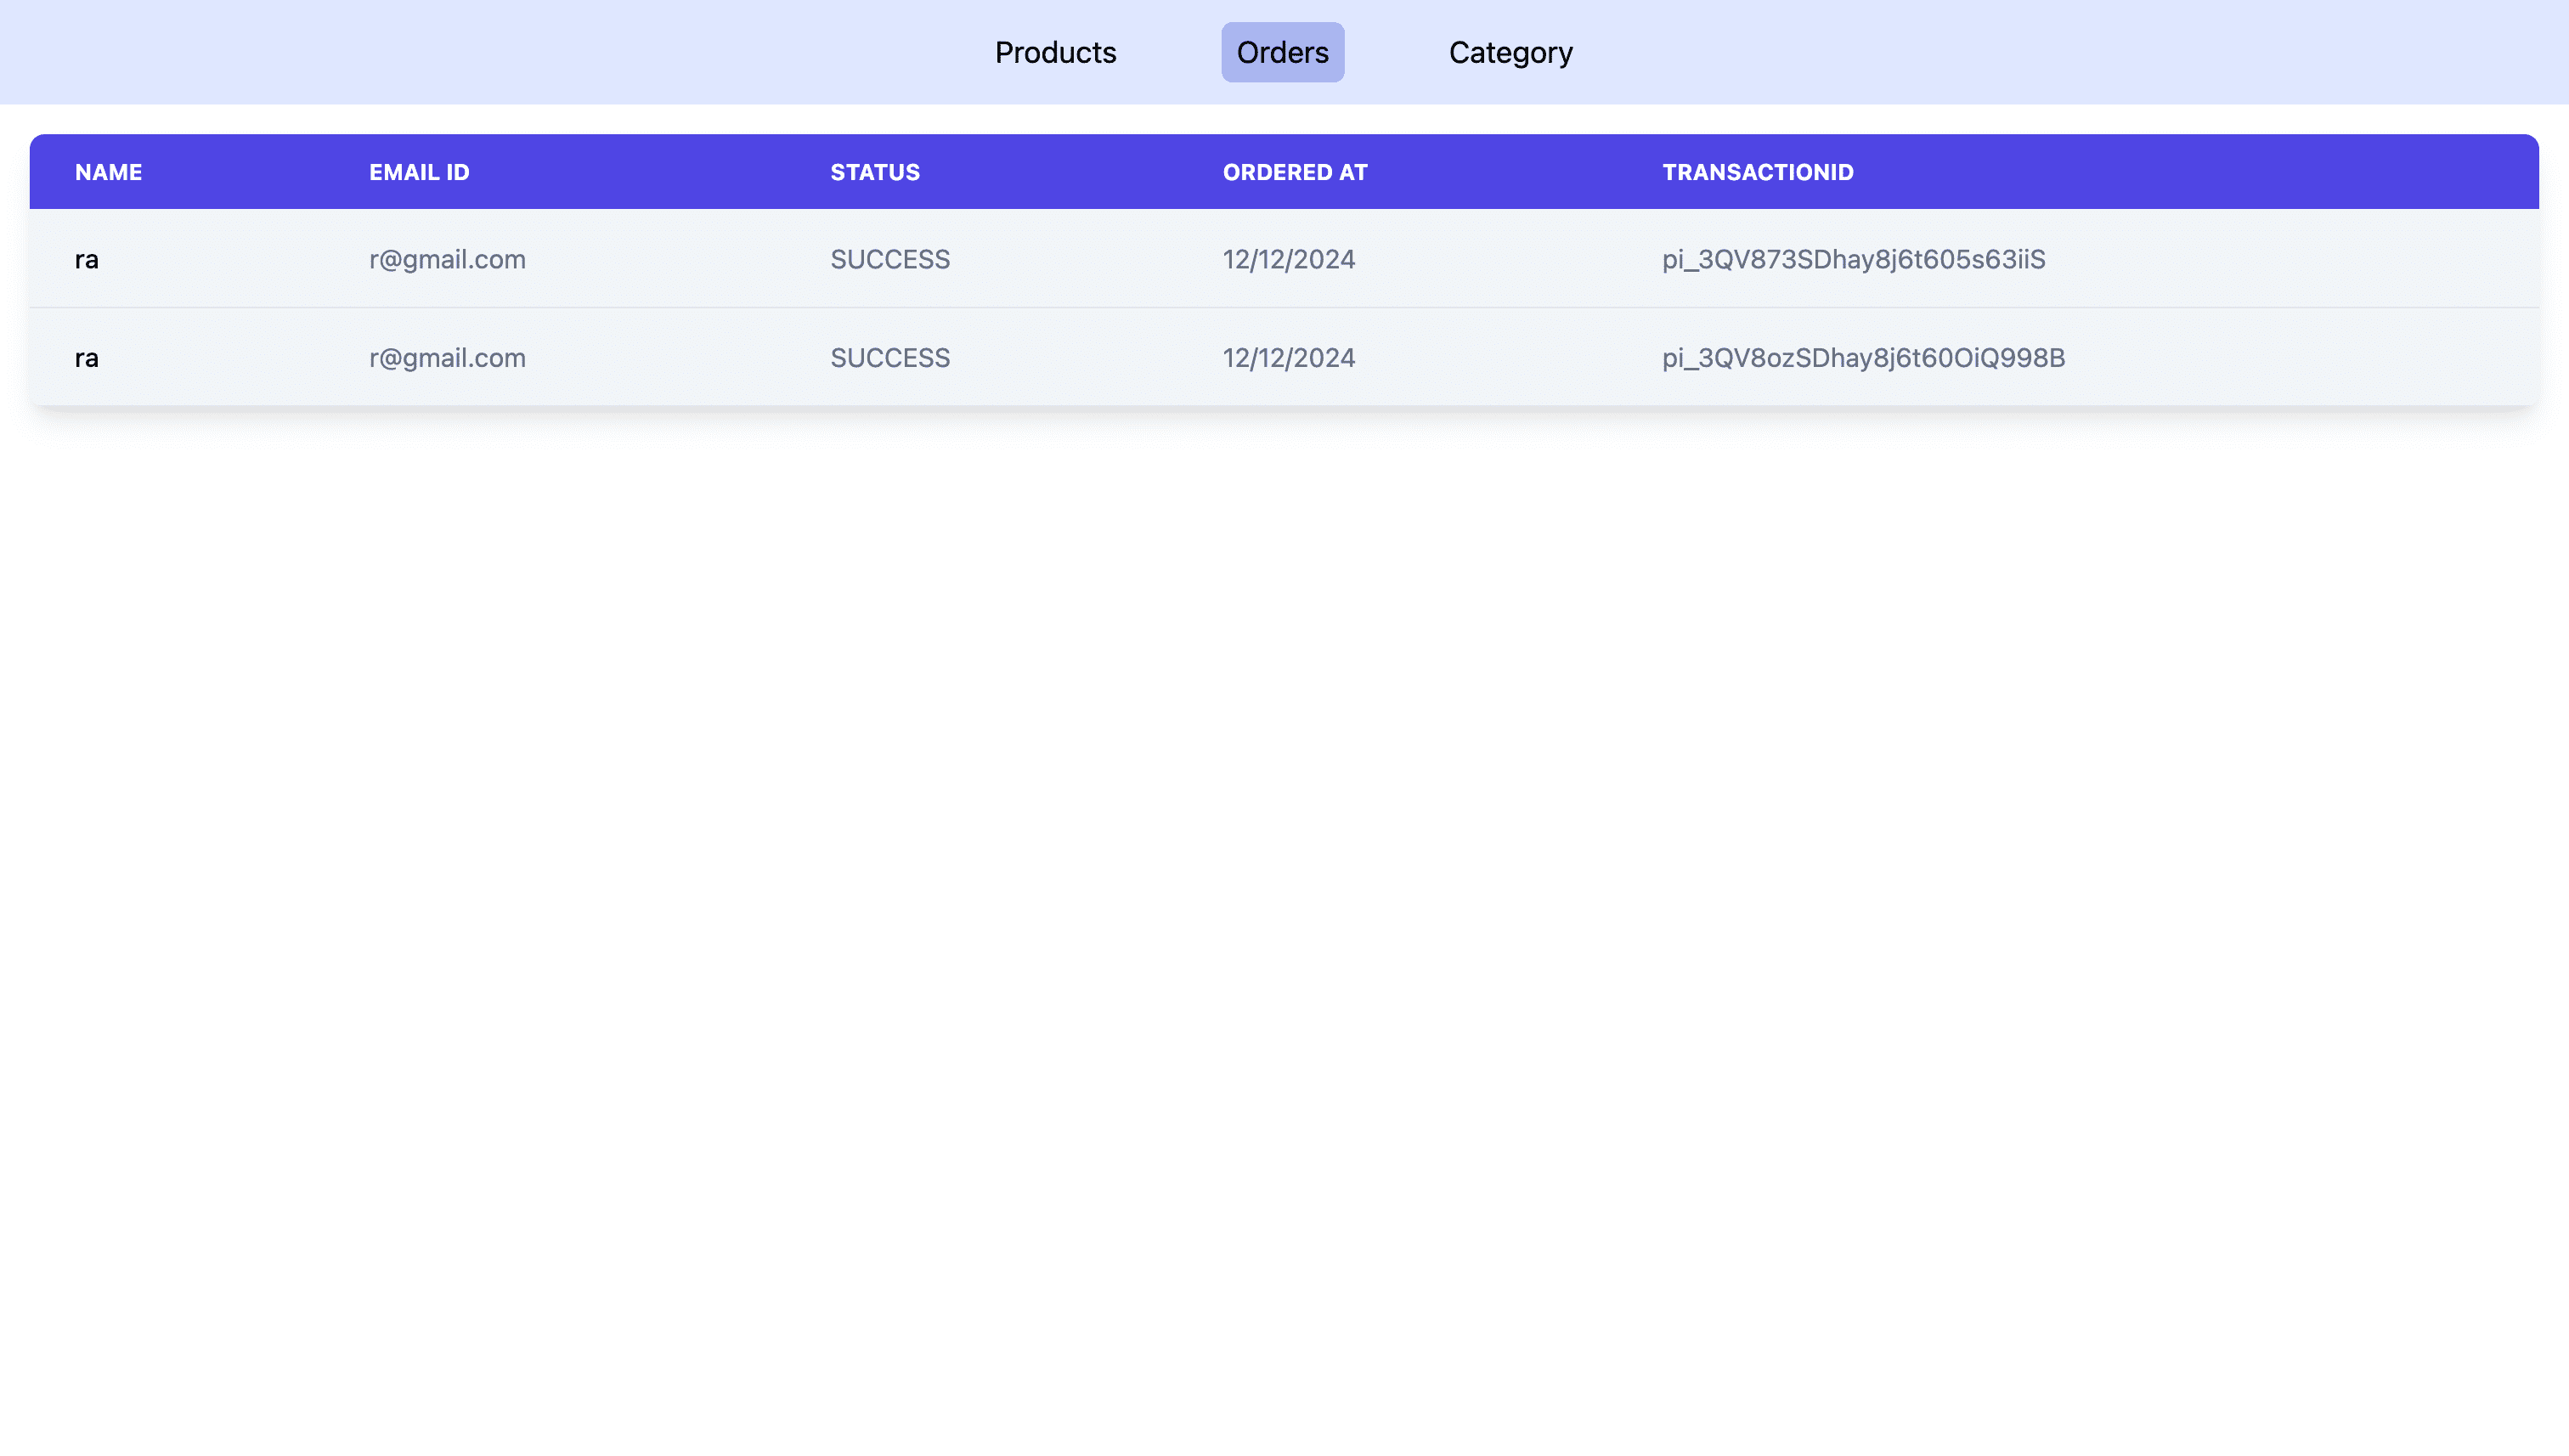 Products Orders Category
NAME EMAIL ID STATUS ORDERED AT TRANSACTIONID
ra r@gmail.com SUCCESS 12/12/2024 pi_3QV873SDhay8j6t605s63iiS
ra r@gmail.com SUCCESS 12/12/2024 pi_3QV8ozSDhay8j6t60OiQ998B